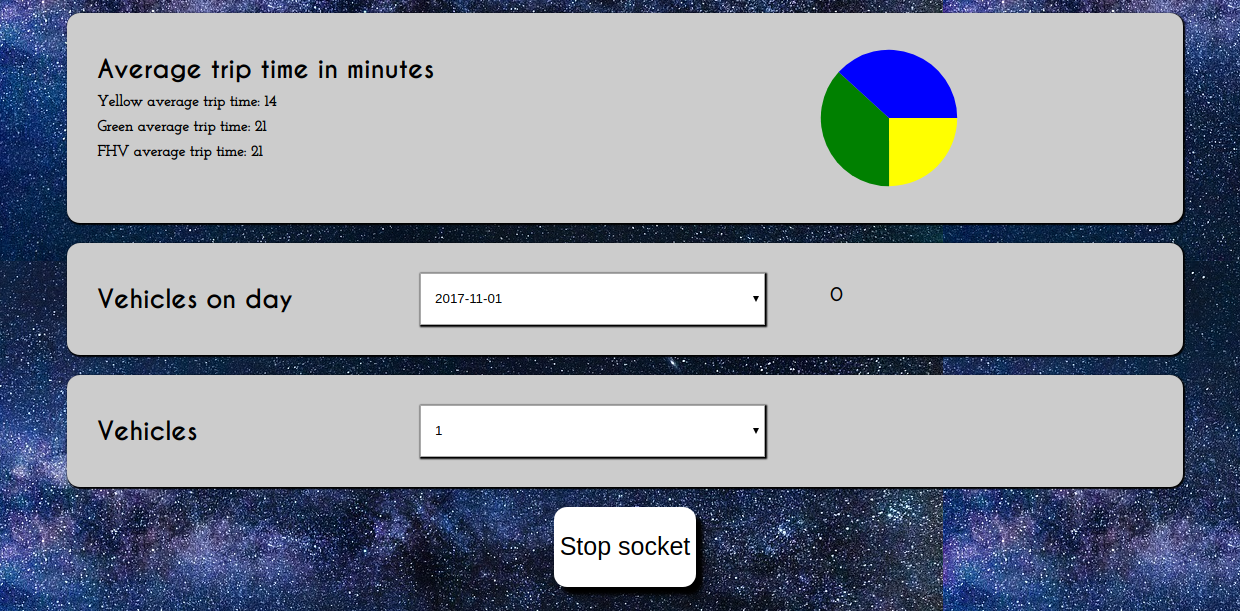 Average trip time in minutes
Yellow average trip time: 14
Green average trip time: 21
FHV average trip time: 21
Vehicles on day
2017-11-01
0
Vehicles
1
Stop socket